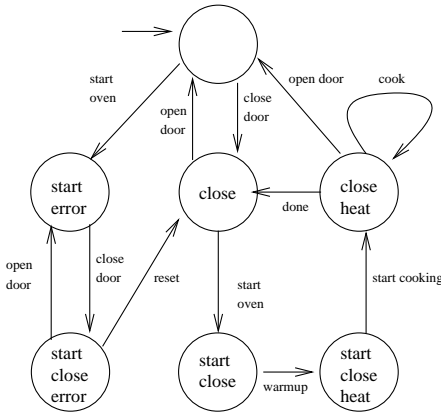 cook
open door
start
oven
open
door
close
door
start
error
close
close
heat
done
open
door
close
door
reset
start
oven
start cooking
start
close
error
start
close
warmup
start
close
heat